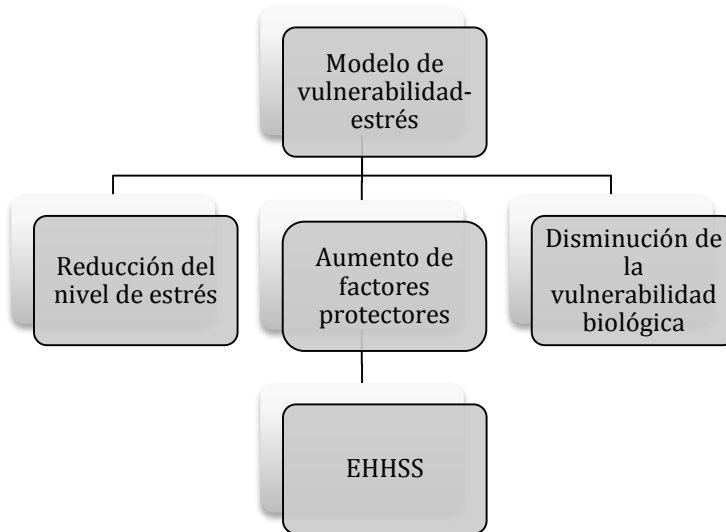 Modelo de
vulnerabilidad-
estrés
Reducción del
nivel de estrés
Aumento de
factores
protectores
Disminución de
la
vulnerabilidad
biológica
EHHSS